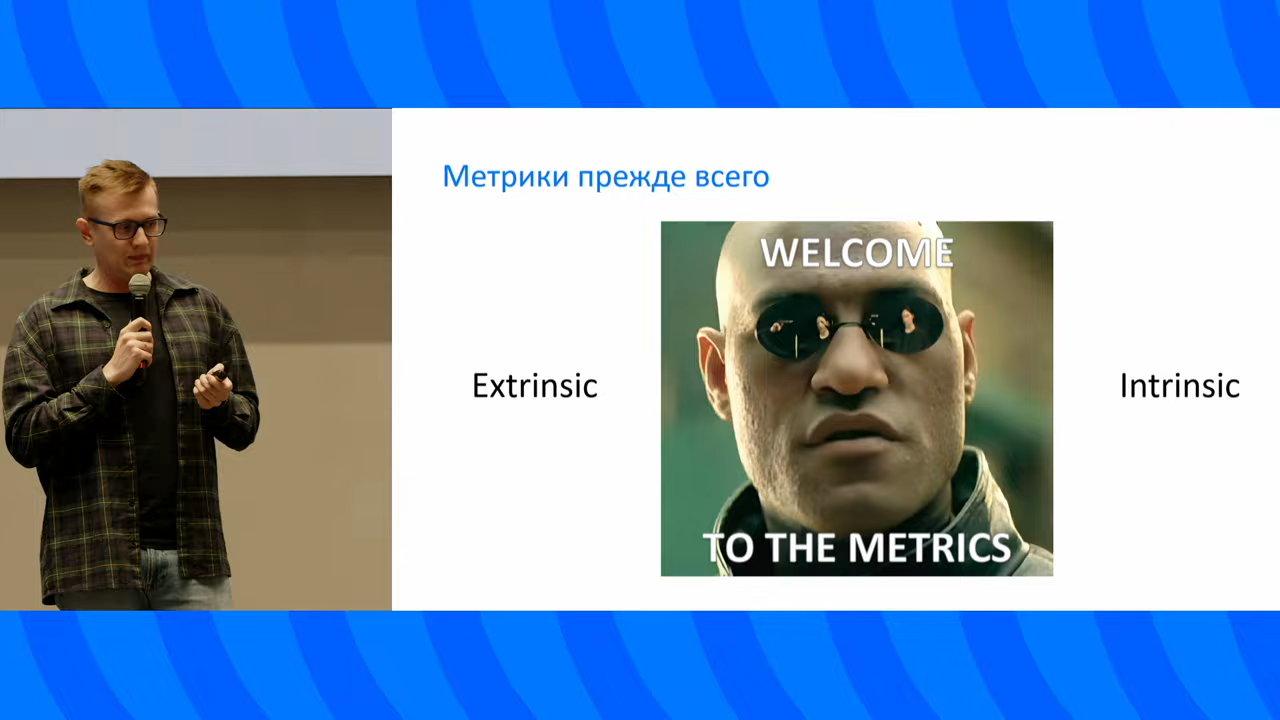 Метрики прежде всего
WELCOME
Extrinsic
Intrinsic
TO THE METRICS